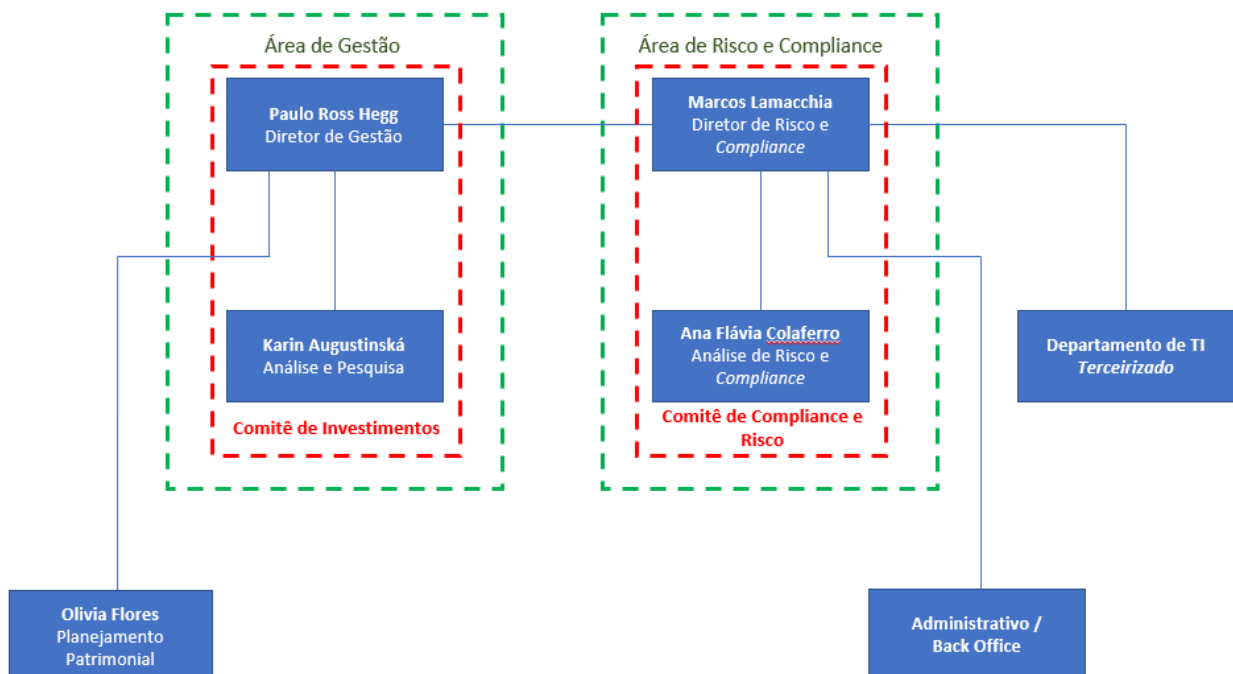 Área de Gestão
Paulo Ross Hegg
Diretor de Gestão
Karin Augustinská
Análise e Pesquisa
Comitê de Investimentos
Área de Risco e Compliance
Marcos Lamacchia
Diretor de Risco e
Compliance
Ana Flávia Colaferro
Análise de Risco e
Compliance
Comitê de Compliance e
Risco
Departamento de TI
Terceirizado
Olivia Flores
Planejamento
Patrimonial
Administrativo /
Back Office